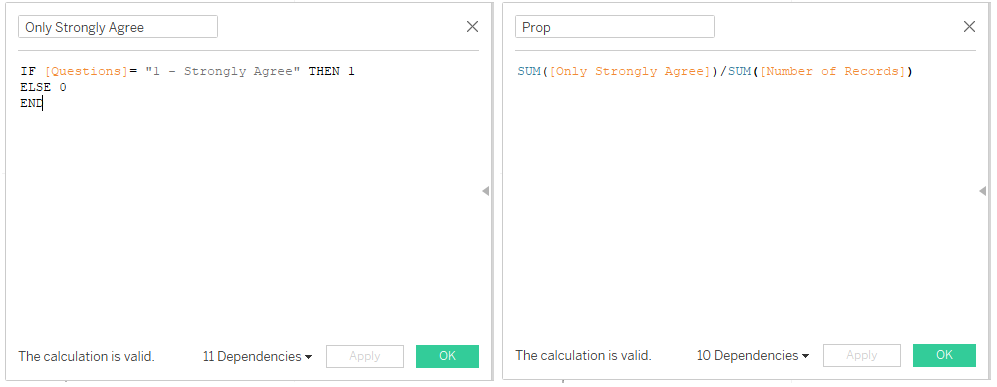 Only Strongly Agree
IF [Questions]= "1 - Strongly Agree" THEN 1
ELSE 0
END
The calculation is valid.
11 Dependencies
Apply
OK
Prop
SUM([Only Strongly Agree])/SUM([Number of Records])
The calculation is valid.
10 Dependencies
Apply
OK